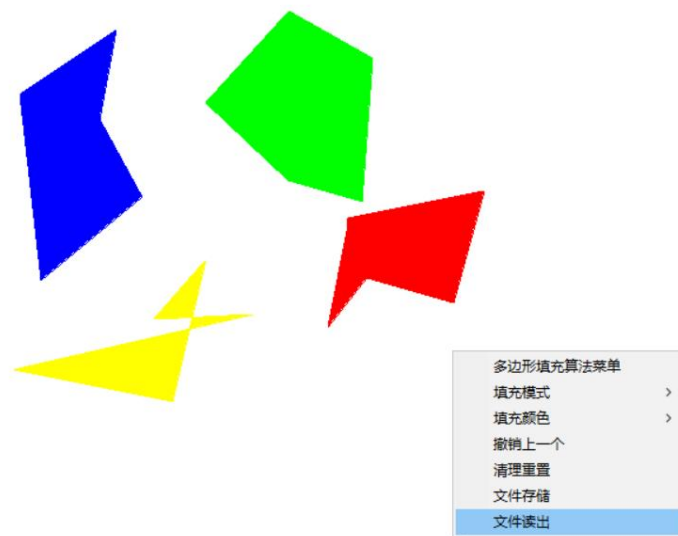 多边形填充算法菜单
填充模式
填充颜色
撤销上一个
清理重置
文件存储
文件读出